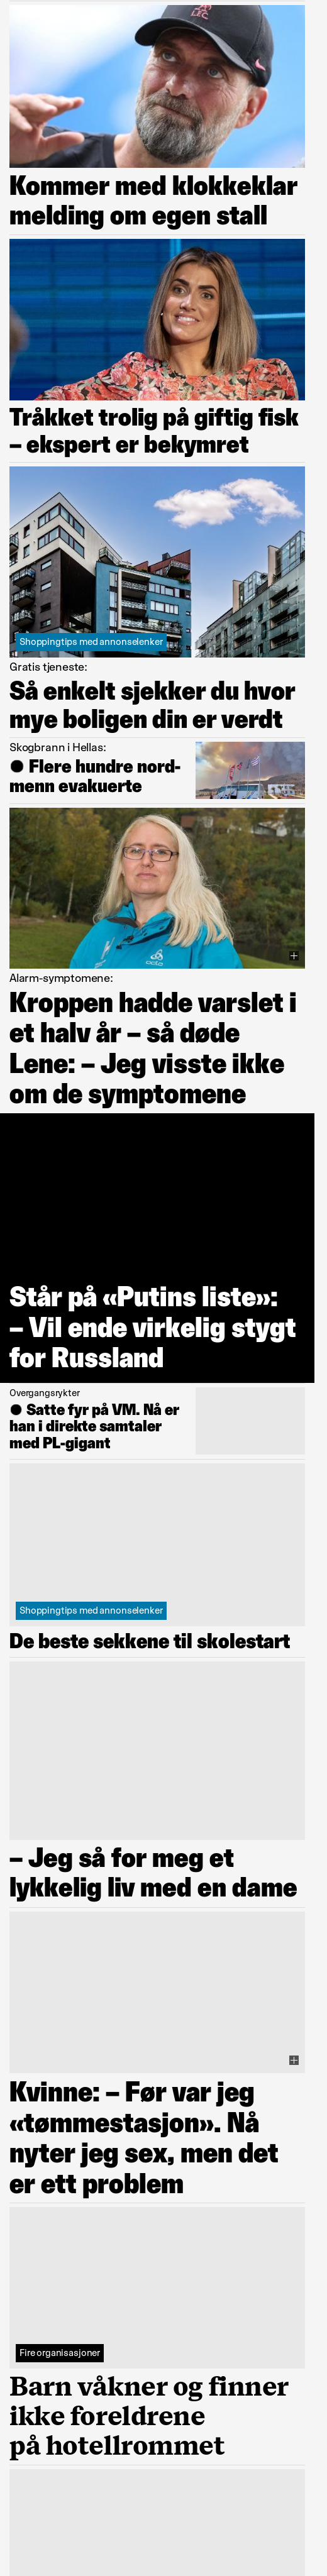 Kommer med klokkeklar
melding om egen stall
Tråkket trolig på giftig fisk
– ekspert er bekymret
Shoppingtips med annonselenker
Gratis tjeneste:
Så enkelt sjekker du hvor
mye boligen din er verdt
Skogbrann i Hellas:
● Flere hundre nord-
menn evakuerte
Alarm-symptomene:
Kroppen hadde varslet i
et halv år – så døde
Lene: – Jeg visste ikke
om de symptomene
Står på «Putins liste»:
– Vil ende virkelig stygt
for Russland
Overgangsrykter
● Satte fyr på VM. Nå er
han i direkte samtaler
med PL-gigant
Shoppingtips med annonselenker
De beste sekkene til skolestart
– Jeg så for meg et
lykkelig liv med en dame
Kvinne: – Før var jeg
«tømmestasjon». Nå
nyter jeg sex, men det
er ett problem
Fire organisasjoner
Barn våkner og finner
ikke foreldrene
på hotellrommet